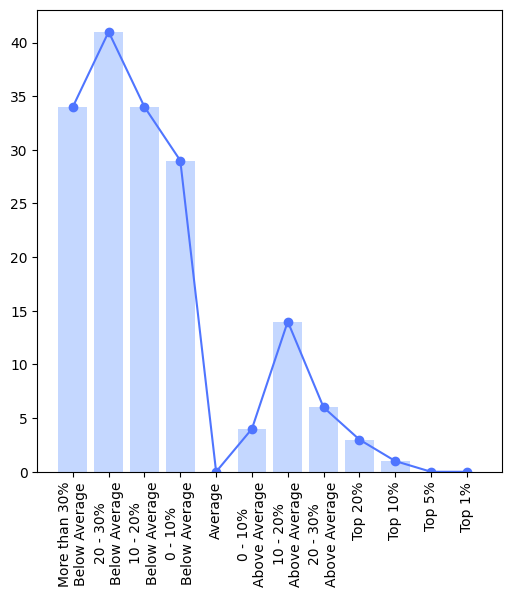 40
35
30
25
20
15
10
5
0
More than 30%
Below Average
20 - 30%
Below Average
10 - 20%
Below Average
0 - 10%
Below Average
Average
0 - 10%
Above Average
10 - 20%
Above Average
20 - 30%
Above Average
Top 20%
Top 10%
Top 5%
Top 1%